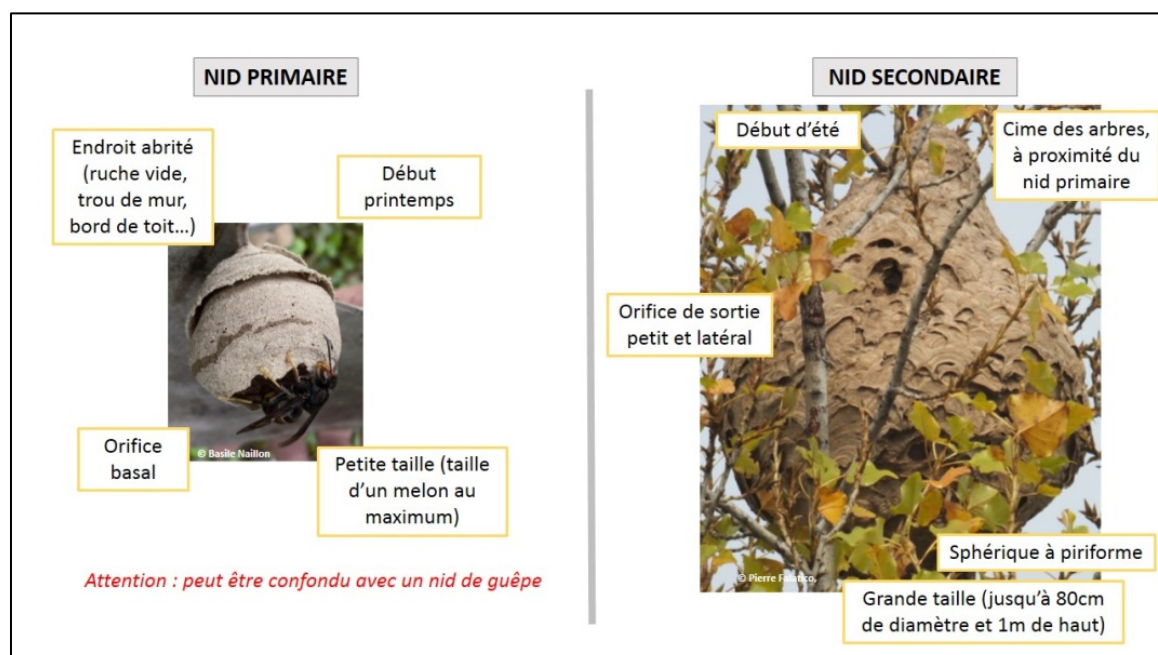 NID PRIMAIRE
Endroit abrité
(ruche vide,
trou de mur,
bord de toit...)
Début
printemps
© Basile Naillon
Orifice
basal
Petite taille (taille
d'un melon au
maximum)
Attention : peut être confondu avec un nid de guêpe
NID SECONDAIRE
Début d'été
Cime des arbres,
à proximité du
nid primaire
Orifice de sortie
petit et latéral
Sphérique à piriforme
© Pierre Falatico,
Grande taille (jusqu'à 80cm
de diamètre et 1m de haut)